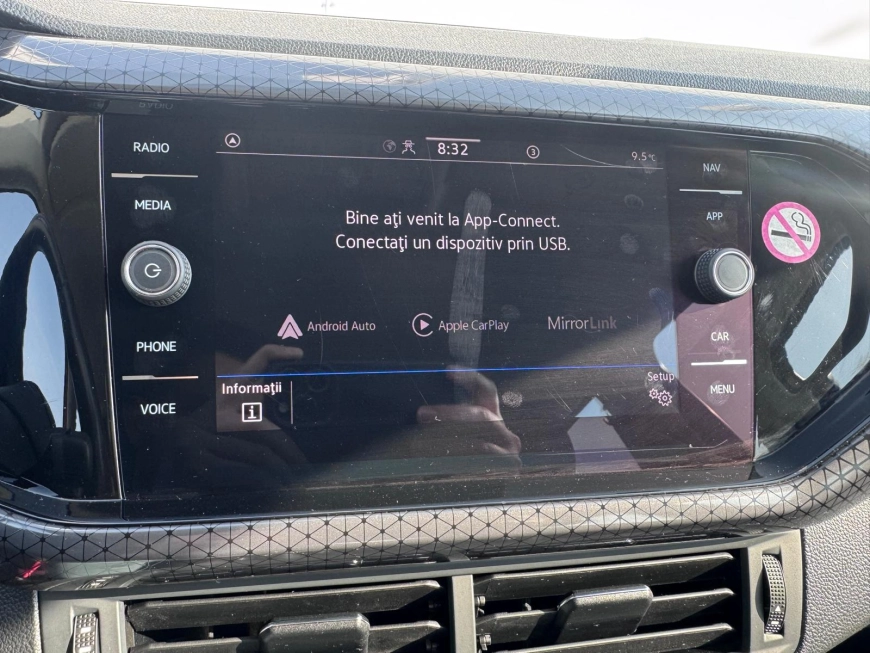 RADIO
MEDIA
PHONE
VOICE
8:32
3
9.5°C
Bine aţi venit la App-Connect.
Conectaţi un dispozitiv prin USB.
Android Auto
Apple CarPlay
MirrorLink
Informaţii
i
Setup
NAV
APP
CAR
MENU